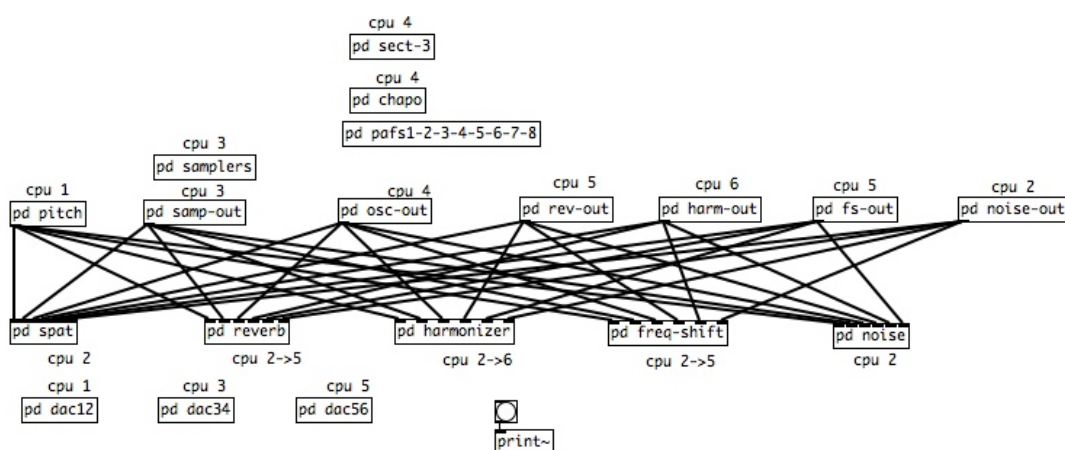 cpu 4
pd sect-3
cpu 4
pd chapo
pd pafs1-2-3-4-5-6-7-8
cpu 3
pd samplers
cpu 1
pd pitch
cpu 3
pd samp-out
cpu 4
pd osc-out
cpu 5
pd rev-out
cpu 6
pd harm-out
cpu 5
pd fs-out
cpu 2
pd noise-out
pd spat
cpu 2
pd reverb
cpu 2->5
pd harmonizer
cpu 2->6
pd freq-shift
cpu 2->5
pd noise
cpu 2
cpu 1
pd dac12
cpu 3
pd dac34
cpu 5
pd dac56
print~